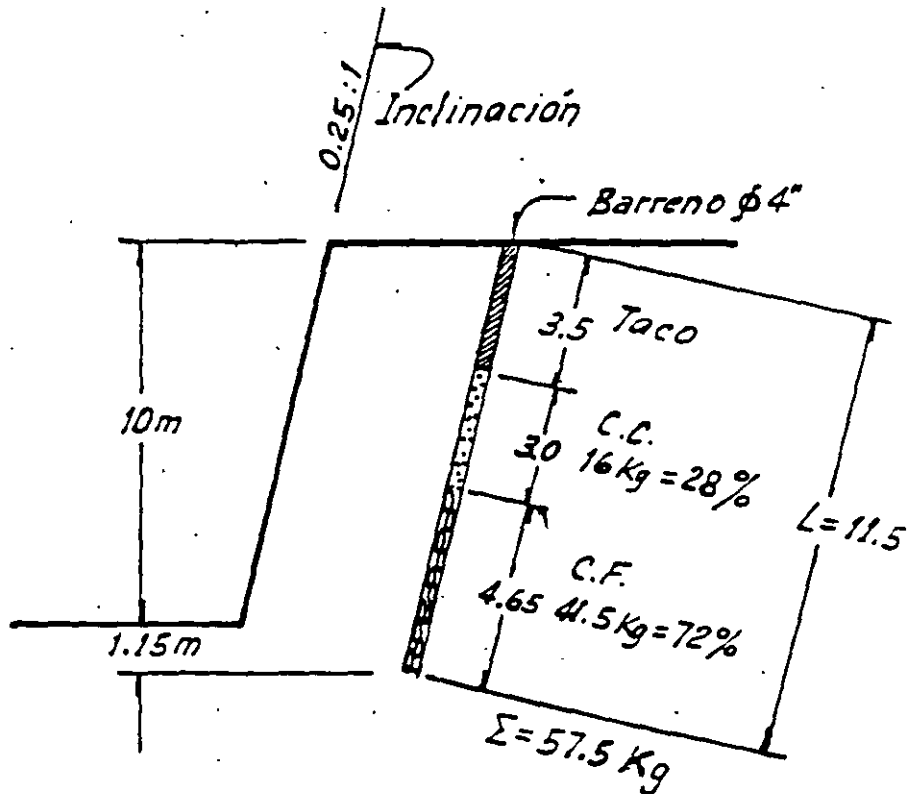 0.25:1
Inclinación
Barreno ø 4"
3.5 Taco
10m
C.C.
3.0 16 Kg = 28%
L = 11.5
C.F.
4.65 41.5 Kg = 72%
1.15m
Σ = 57.5 Kg